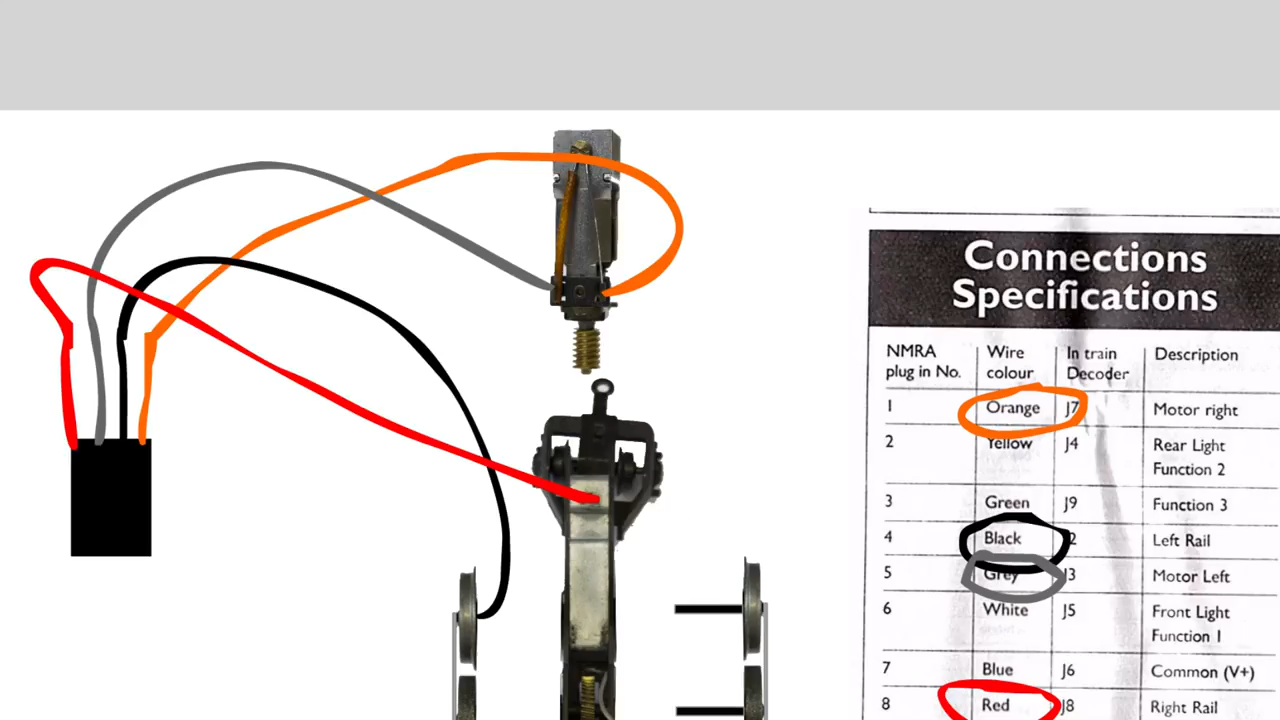 Connections
Specifications
NMRA plug in No. Wire colour In train Decoder Description
1 Orange J7 Motor right
2 Yellow J4 Rear Light
Function 2
3 Green J9 Function 3
4 Black 2 Left Rail
5 Grey J3 Motor Left
6 White J5 Front Light
Function 1
7 Blue J6 Common (V+)
8 Red J8 Right Rail